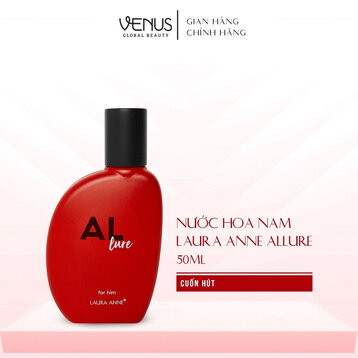 VENUS
GLOBAL BEAUTY
GIAN HÀNG
CHÍNH HÃNG
AL
lure
for him
LAURA ANNE®
NƯỚC HOA NAM
LAURA ANNE ALLURE
50ML
CUỐN HÚT